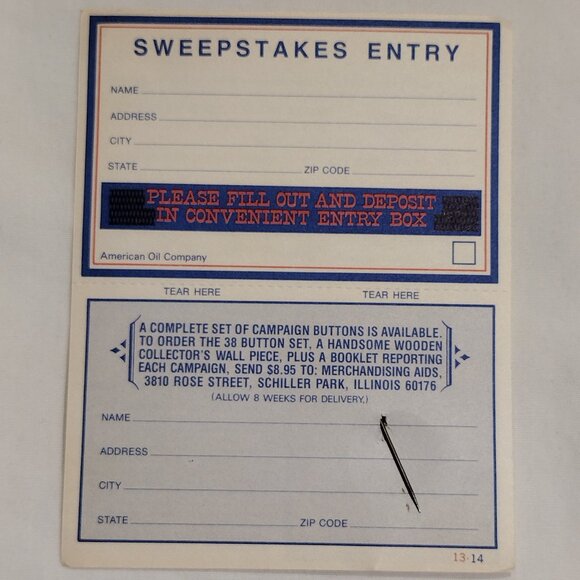 SWEEPSTAKES ENTRY
NAME
ADDRESS
CITY
STATE ZIP CODE
PLEASE FILL OUT AND DEPOSIT
IN CONVENIENT ENTRY BOX
American Oil Company
TEAR HERE TEAR HERE
A COMPLETE SET OF CAMPAIGN BUTTONS IS AVAILABLE.
TO ORDER THE 38 BUTTON SET, A HANDSOME WOODEN
COLLECTOR'S WALL PIECE, PLUS A BOOKLET REPORTING
EACH CAMPAIGN, SEND $8.95 TO: MERCHANDISING AIDS,
3810 ROSE STREET, SCHILLER PARK, ILLINOIS 60176
(ALLOW 8 WEEKS FOR DELIVERY.)
NAME
ADDRESS
CITY
STATE ZIP CODE
13-14